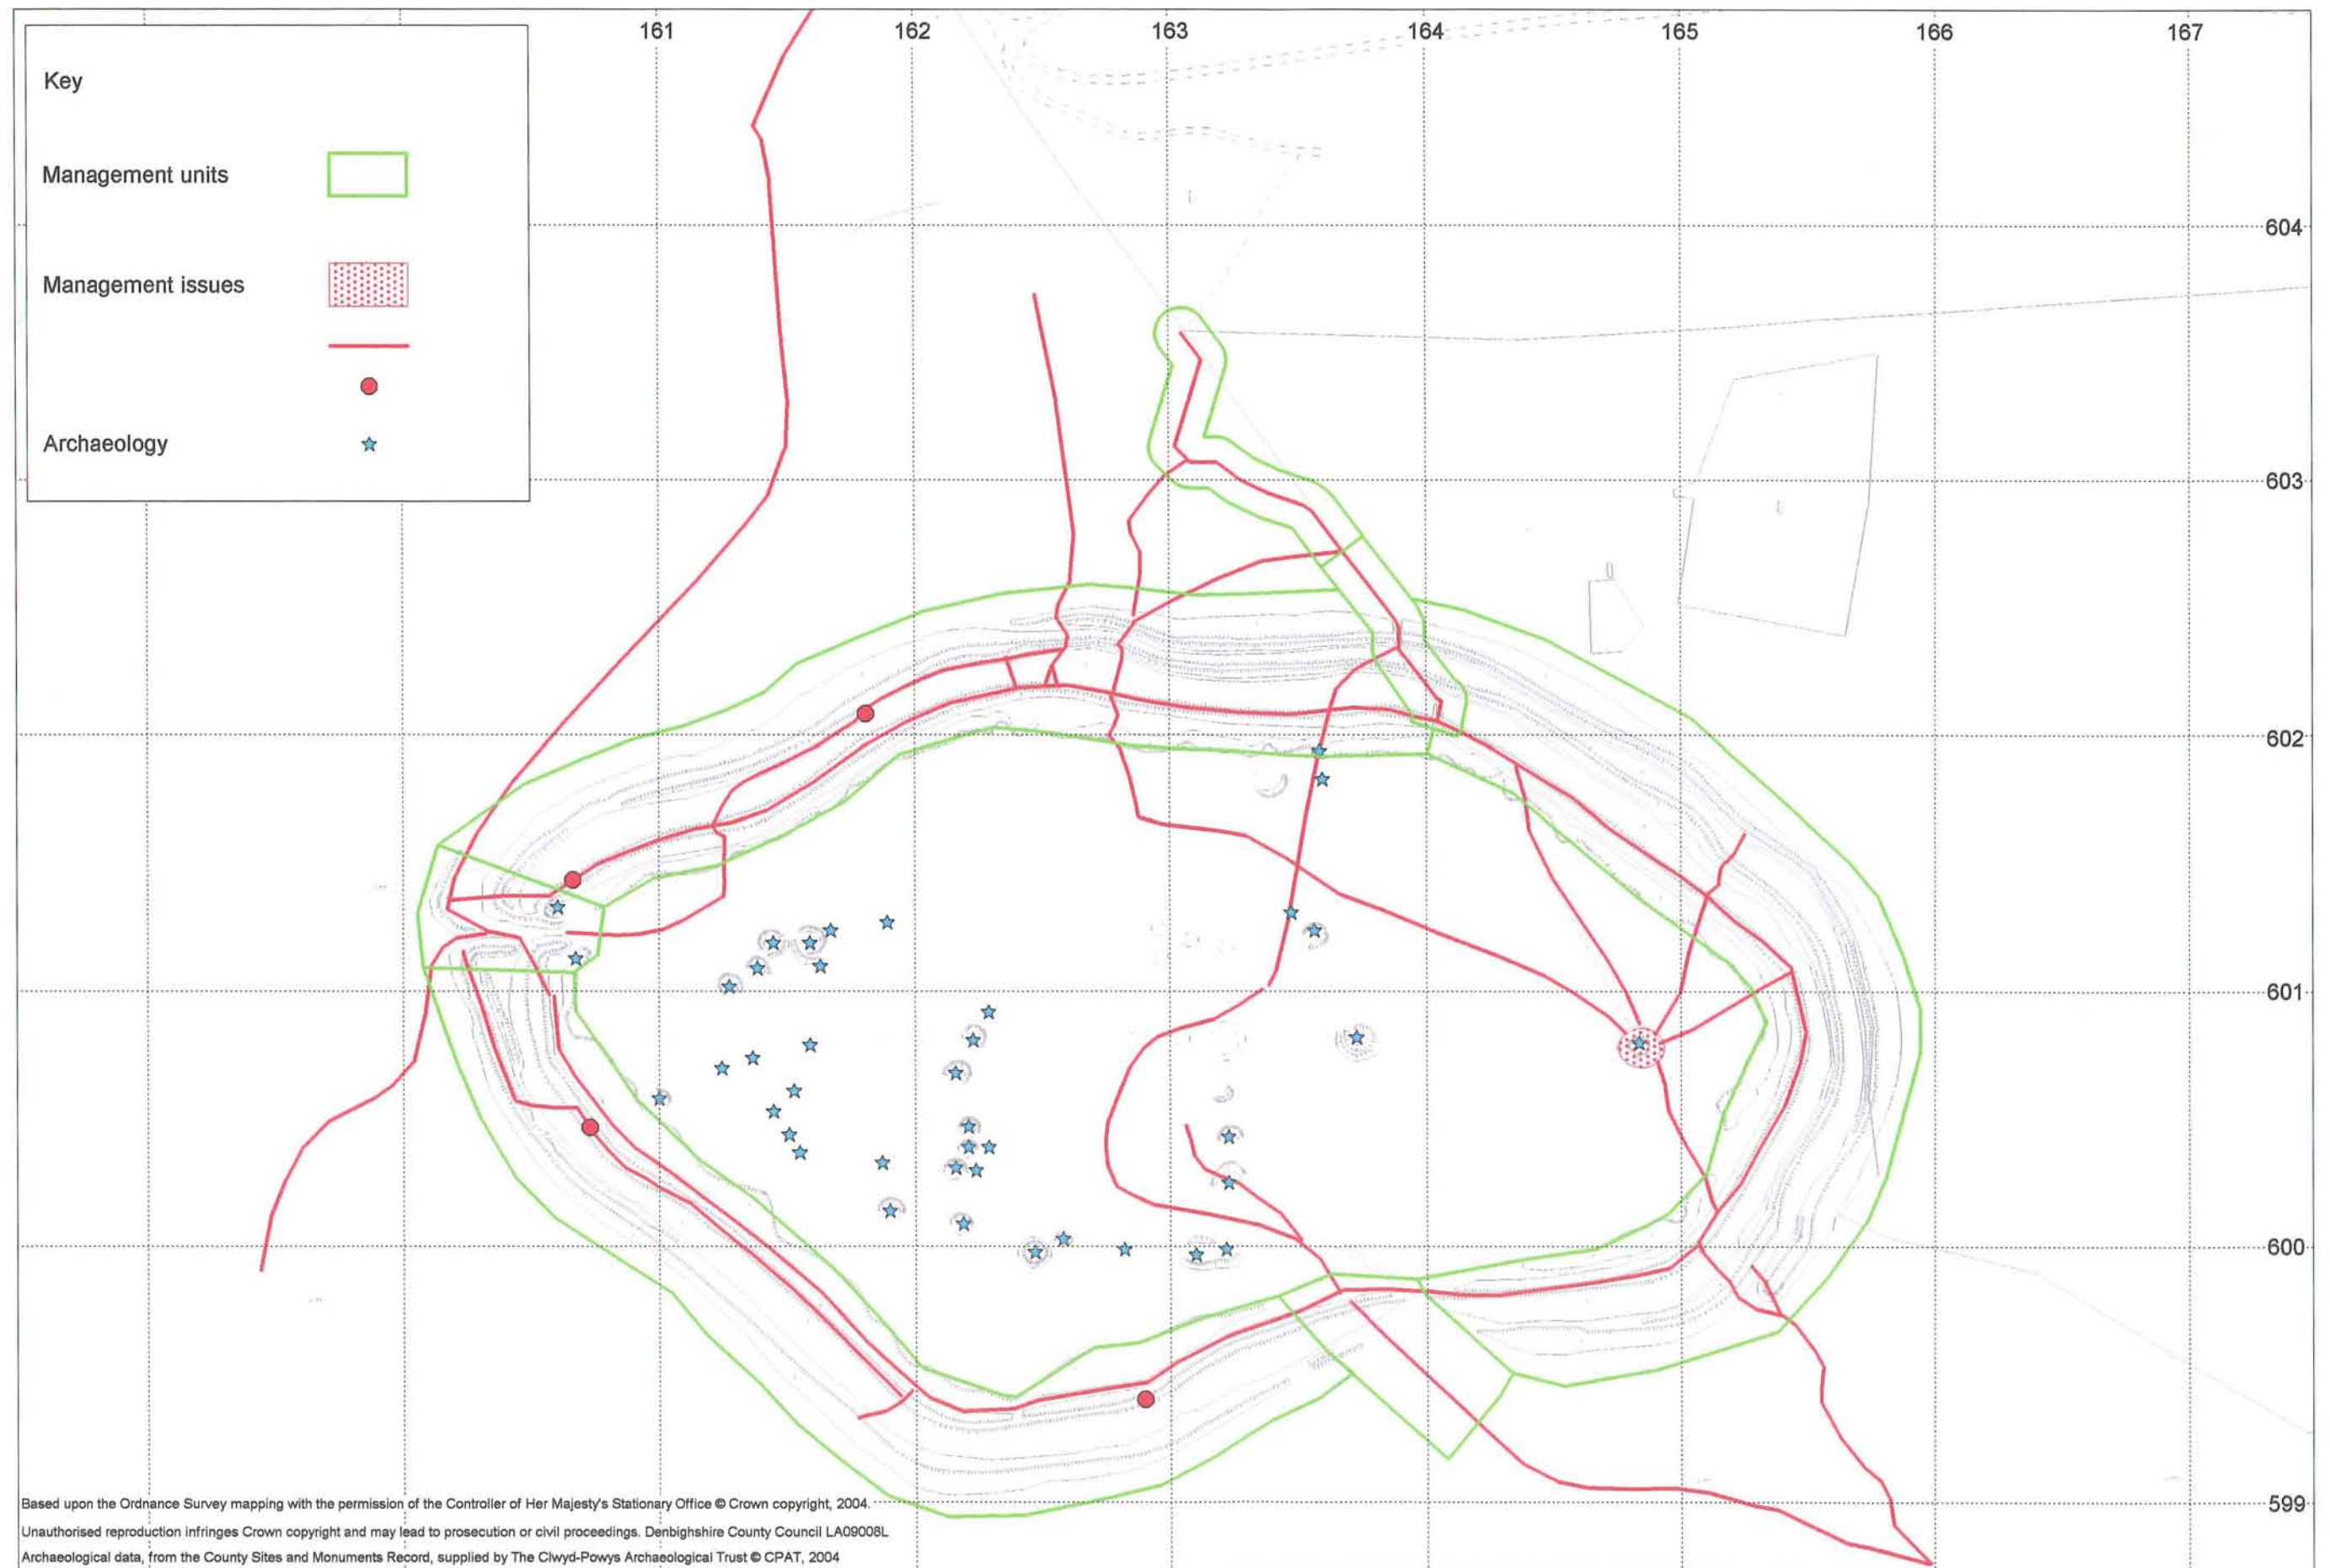 161 162 163 164 165 166 167
Key
Management units
Management issues
Archaeology
604
603
602
601
600
599
Based upon the Ordnance Survey mapping with the permission of the Controller of Her Majesty's Stationary Office © Crown copyright, 2004.
Unauthorised reproduction infringes Crown copyright and may lead to prosecution or civil proceedings. Denbighshire County Council LA09008L
Archaeological data, from the County Sites and Monuments Record, supplied by The Clwyd-Powys Archaeological Trust © CPAT, 2004